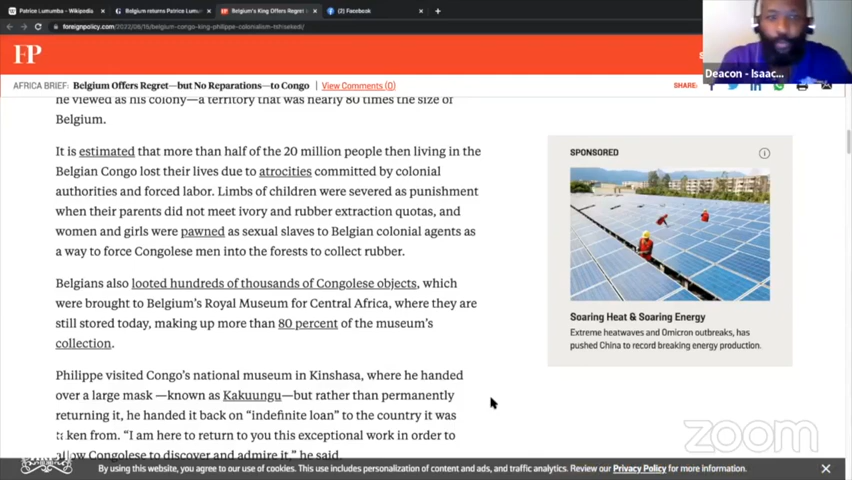 Patrice Lumumba - Wikipedia
Belgium returns Patrice Lumum
Belgium's King Offers Regret
(2) Facebook
foreignpolicy.com/2022/06/15/belgium-congo-king-philippe-colonialism-tshisekedi/
FP
Deacon - Isaac...
AFRICA BRIEF: Belgium Offers Regret—but No Reparations—to Congo View Comments (0)
SHARE:
he viewed as his colony—a territory that was nearly 80 times the size of
Belgium.
It is estimated that more than half of the 20 million people then living in the
Belgian Congo lost their lives due to atrocities committed by colonial
authorities and forced labor. Limbs of children were severed as punishment
when their parents did not meet ivory and rubber extraction quotas, and
women and girls were pawned as sexual slaves to Belgian colonial agents as
a way to force Congolese men into the forests to collect rubber.
Belgians also looted hundreds of thousands of Congolese objects, which
were brought to Belgium's Royal Museum for Central Africa, where they are
still stored today, making up more than 80 percent of the museum's
collection.
Philippe visited Congo's national museum in Kinshasa, where he handed
over a large mask —known as Kakuungu—but rather than permanently
returning it, he handed it back on “indefinite loan” to the country it was
taken from. “I am here to return to you this exceptional work in order to
allow Congolese to discover and admire it,” he said.
SPONSORED
Soaring Heat & Soaring Energy
Extreme heatwaves and Omicron outbreaks, has
pushed China to record breaking energy production.
zoom
By using this website, you agree to our use of cookies. This use includes personalization of content and ads, and traffic analytics. Review our Privacy Policy for more information.